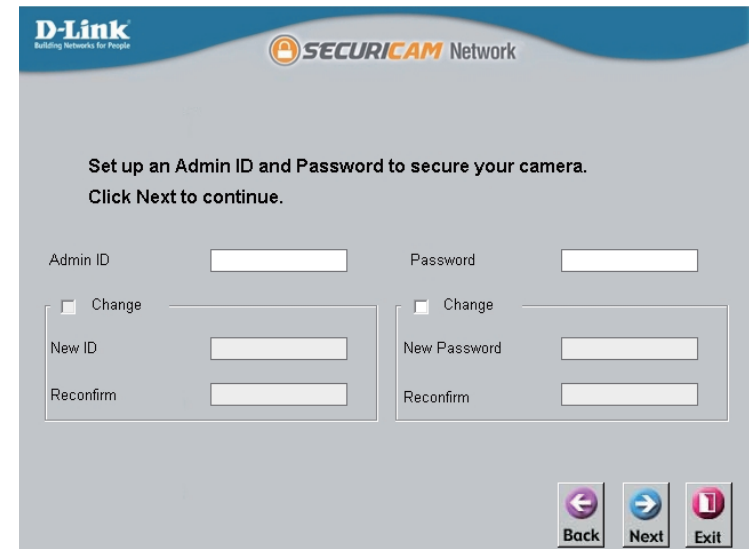 D-Link
Building Networks for People
SECURICAM Network
Set up an Admin ID and Password to secure your camera.
Click Next to continue.
Admin ID
Password
Change
Change
New ID
New Password
Reconfirm
Reconfirm
Back
Next
Exit